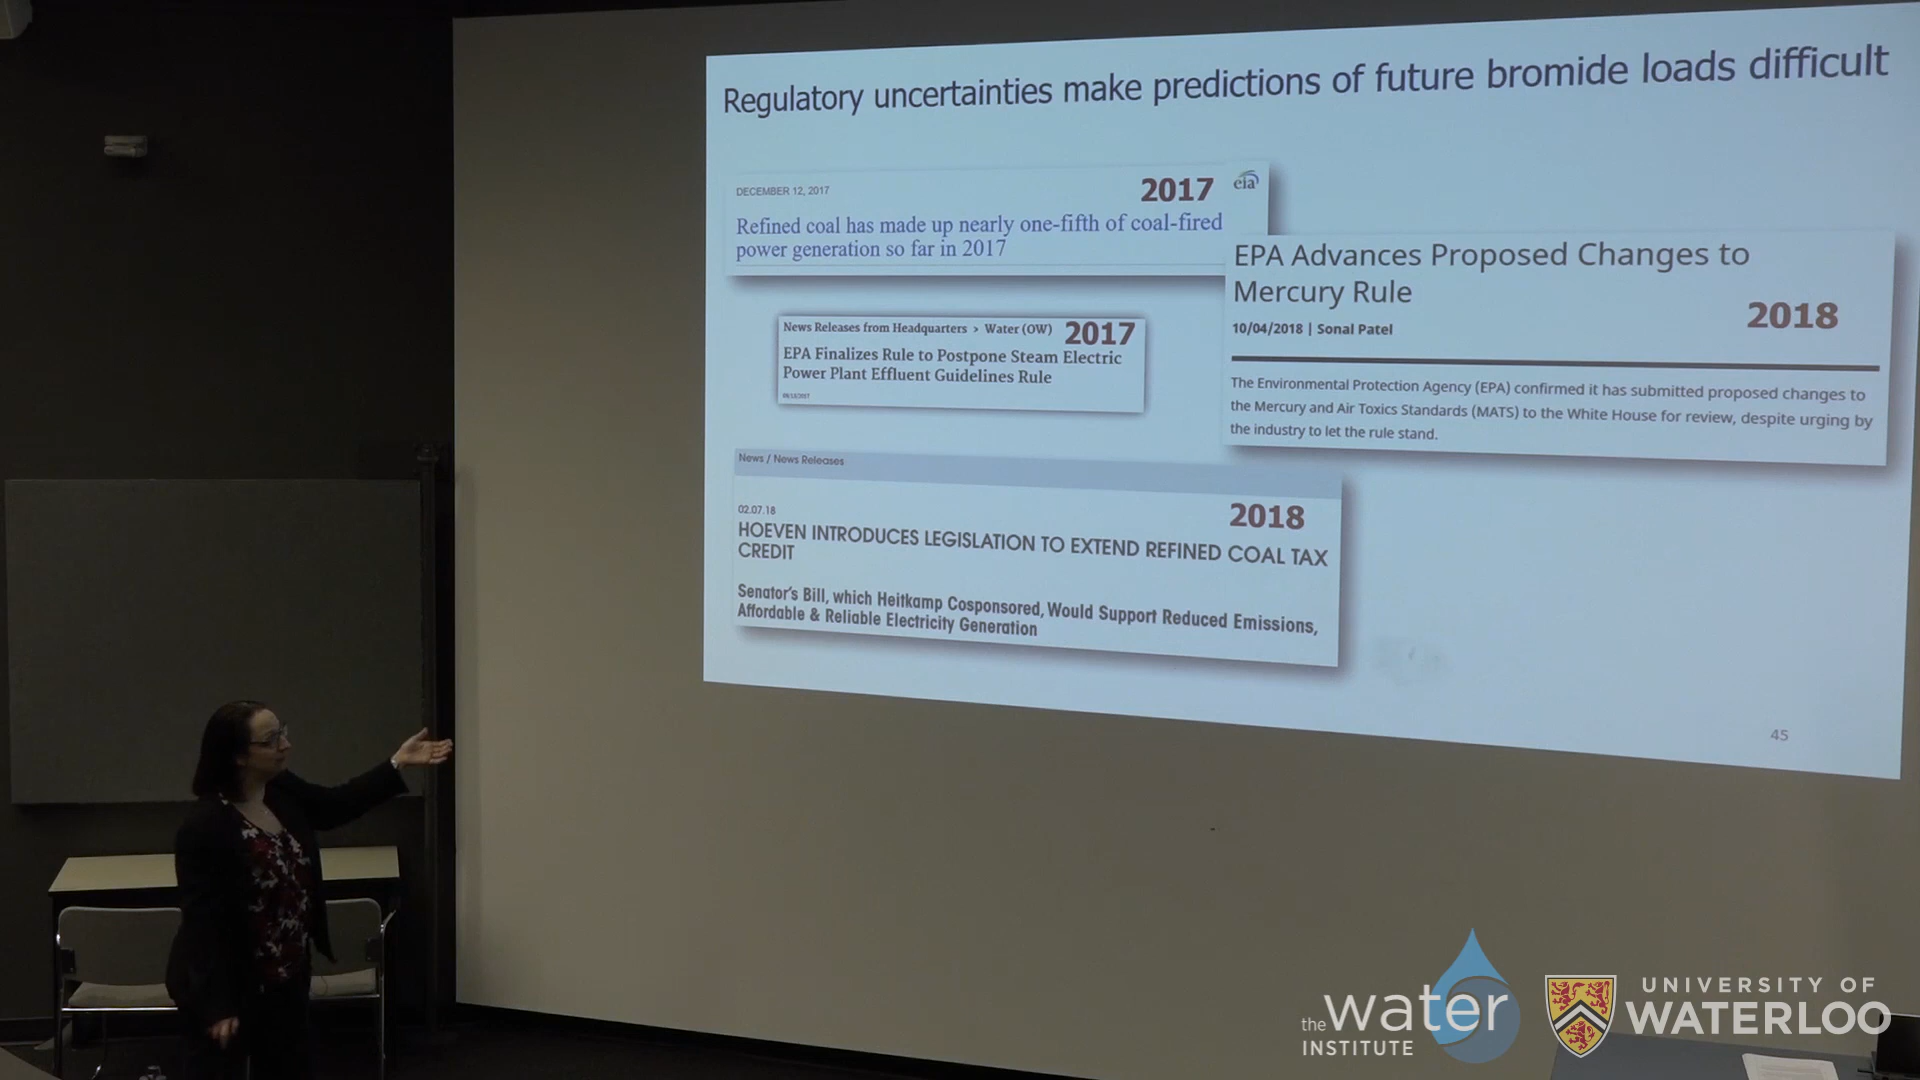 Regulatory uncertainties make predictions of future bromide loads difficult
DECEMBER 12, 2017
2017
eia
Refined coal has made up nearly one-fifth of coal-fired
power generation so far in 2017
News Releases from Headquarters > Water (OW)
2017
EPA Finalizes Rule to Postpone Steam Electric
Power Plant Effluent Guidelines Rule
EPA Advances Proposed Changes to
Mercury Rule
2018
10/04/2018 | Sonal Patel
The Environmental Protection Agency (EPA) confirmed it has submitted proposed changes to
the Mercury and Air Toxics Standards (MATS) to the White House for review, despite urging by
the industry to let the rule stand.
News / News Releases
02.07.18
2018
HOEVEN INTRODUCES LEGISLATION TO EXTEND REFINED COAL TAX
CREDIT
Senator's Bill, which Heitkamp Cosponsored, Would Support Reduced Emissions,
Affordable & Reliable Electricity Generation
45
the water
INSTITUTE
UNIVERSITY OF
WATERLOO